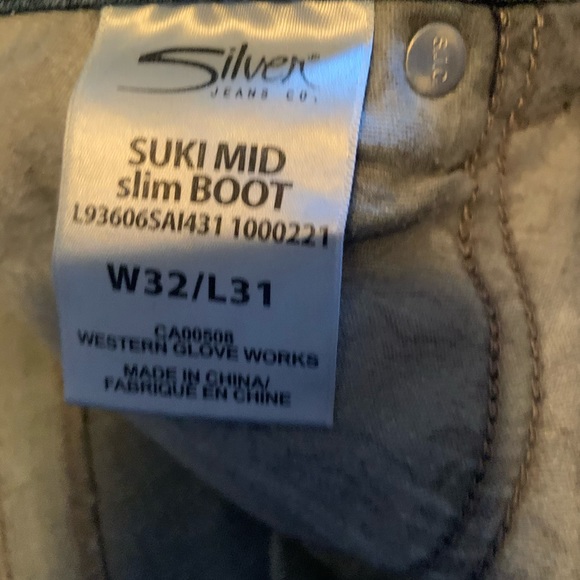 Silver
JEANS CO.
SUKI MID
slim BOOT
L93606SAI431 1000221
W32/L31
CA00508
WESTERN GLOVE WORKS
MADE IN CHINA/
FABRIQUÉ EN CHINE